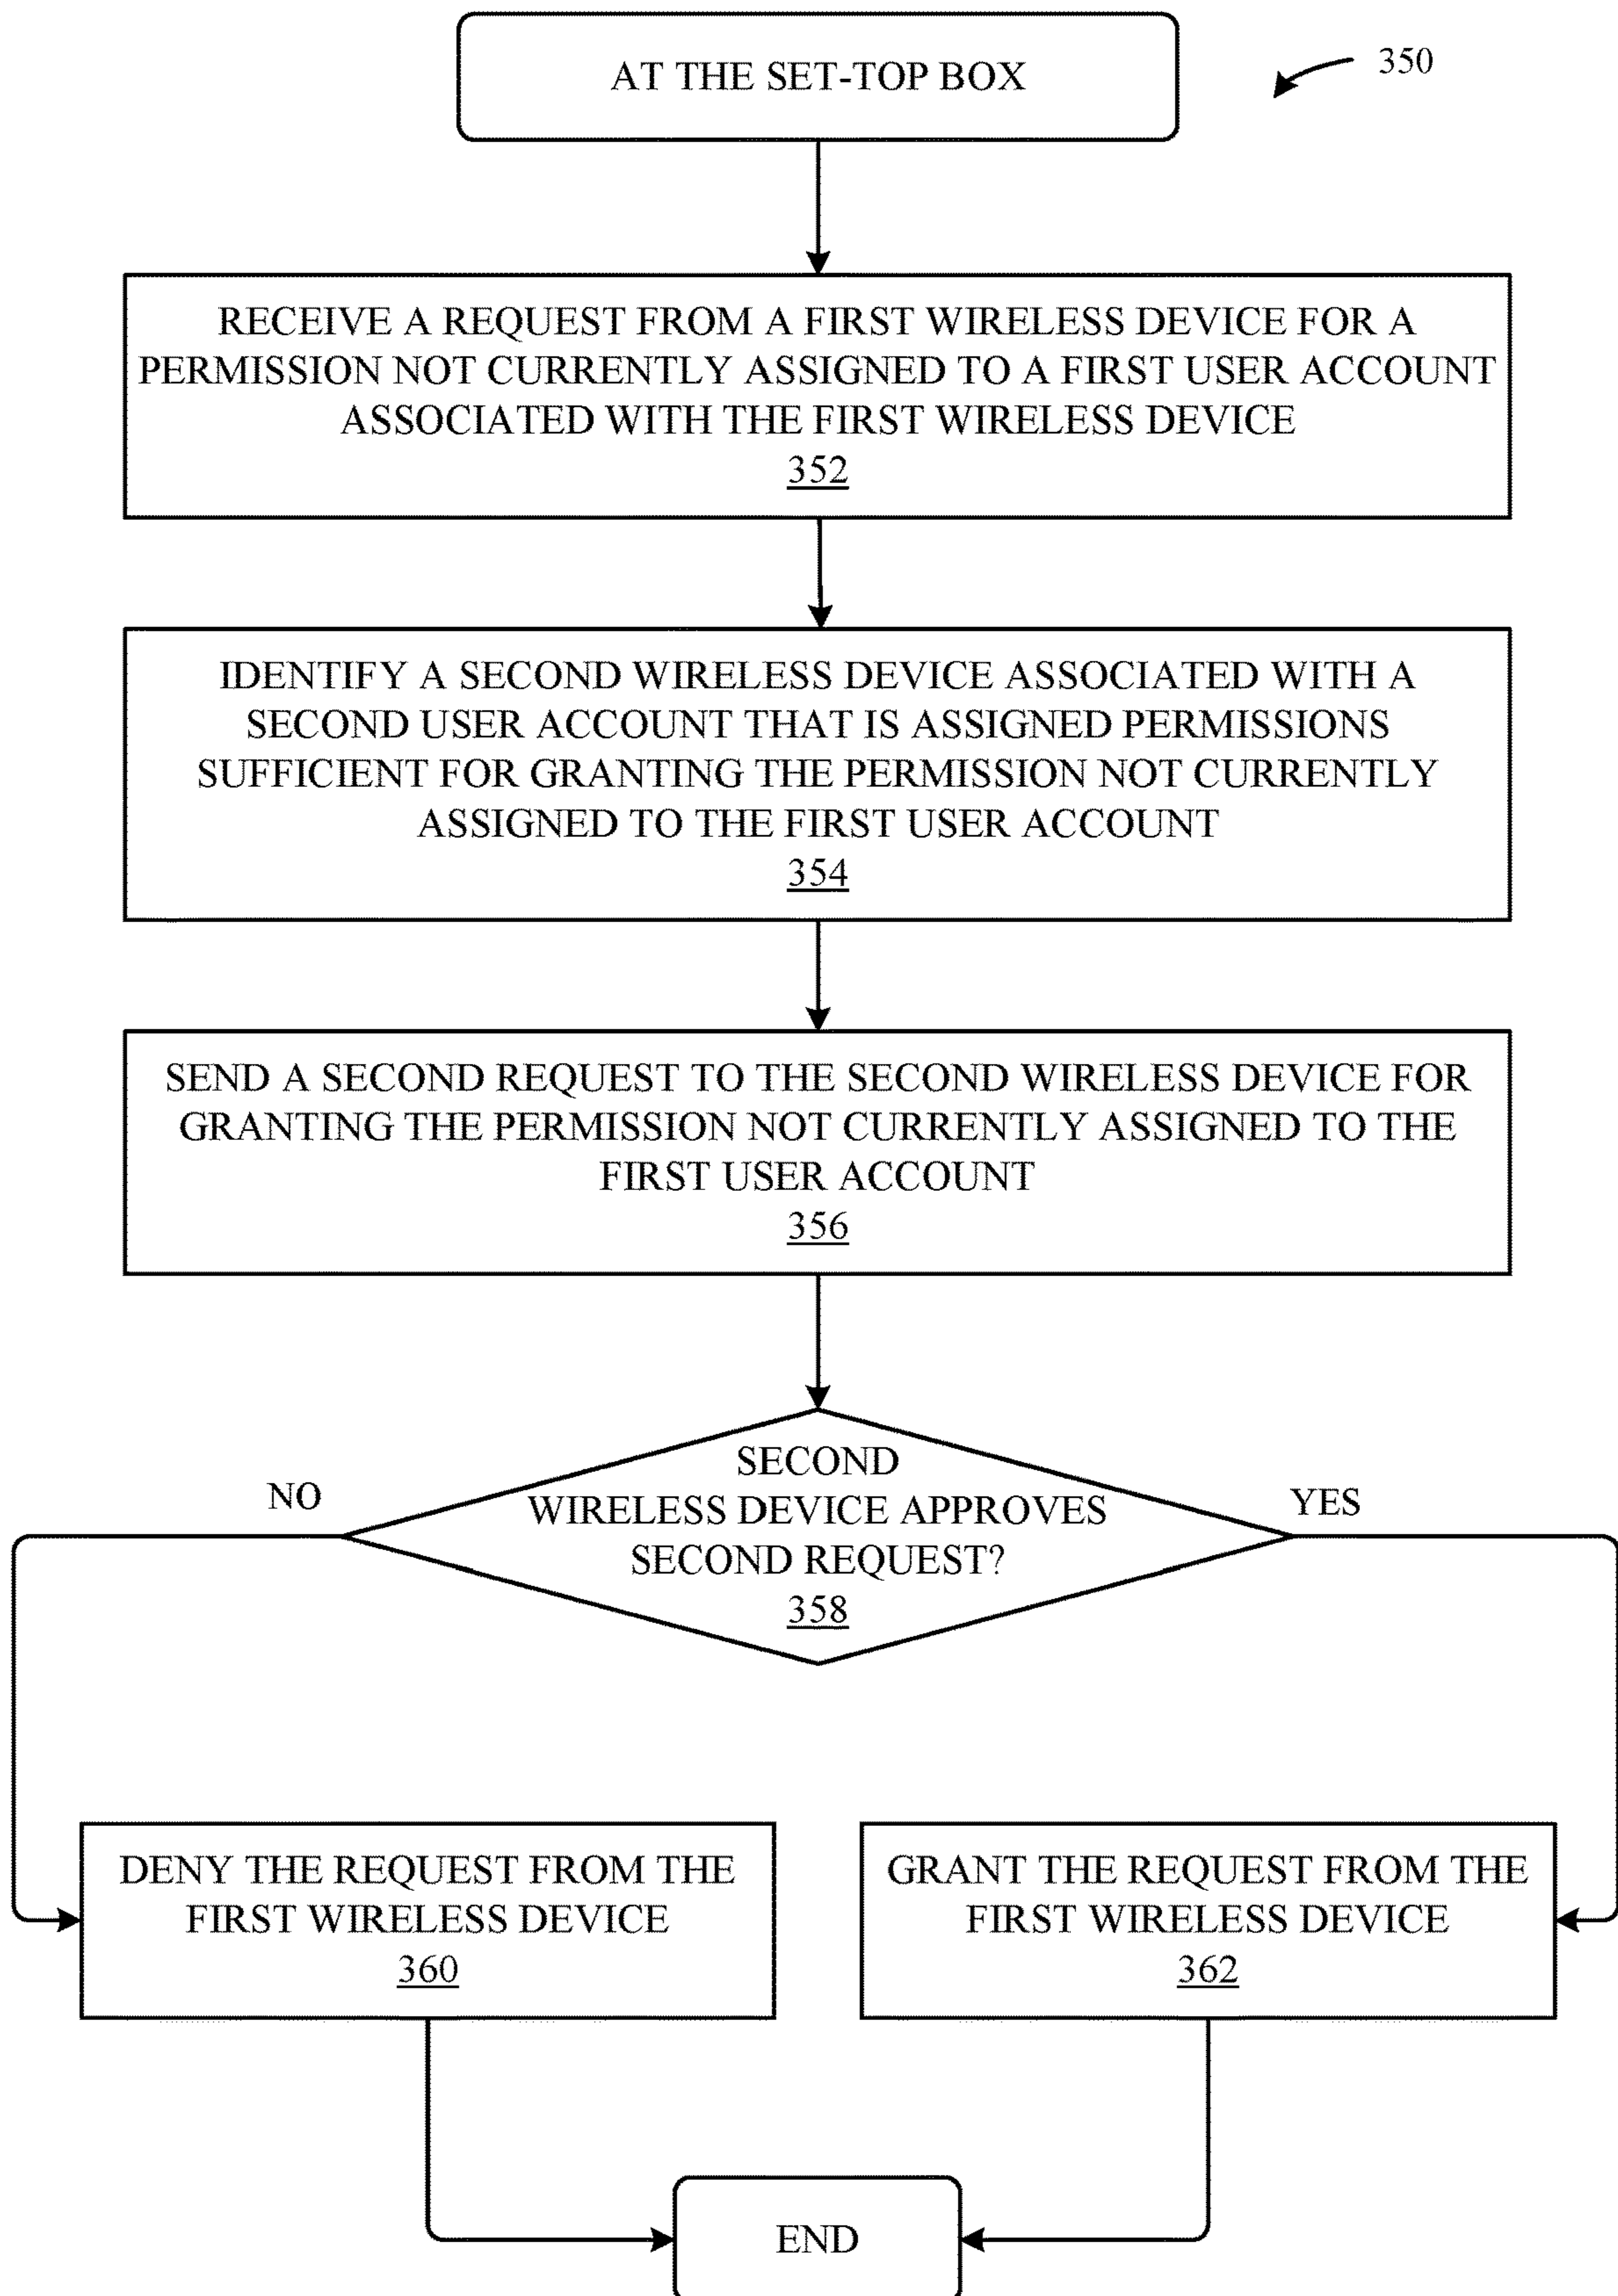 AT THE SET-TOP BOX
350
RECEIVE A REQUEST FROM A FIRST WIRELESS DEVICE FOR A
PERMISSION NOT CURRENTLY ASSIGNED TO A FIRST USER ACCOUNT
ASSOCIATED WITH THE FIRST WIRELESS DEVICE
352
IDENTIFY A SECOND WIRELESS DEVICE ASSOCIATED WITH A
SECOND USER ACCOUNT THAT IS ASSIGNED PERMISSIONS
SUFFICIENT FOR GRANTING THE PERMISSION NOT CURRENTLY
ASSIGNED TO THE FIRST USER ACCOUNT
354
SEND A SECOND REQUEST TO THE SECOND WIRELESS DEVICE FOR
GRANTING THE PERMISSION NOT CURRENTLY ASSIGNED TO THE
FIRST USER ACCOUNT
356
SECOND
WIRELESS DEVICE APPROVES
SECOND REQUEST?
358
NO
YES
DENY THE REQUEST FROM THE
FIRST WIRELESS DEVICE
360
GRANT THE REQUEST FROM THE
FIRST WIRELESS DEVICE
362
END